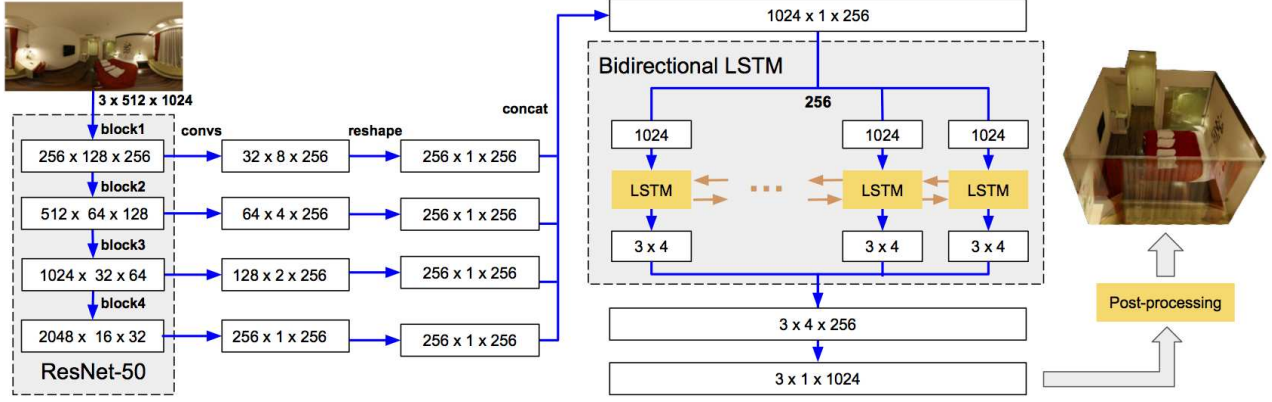 3 x 512 x 1024
block1
256 x 128 x 256
block2
512 x 64 x 128
block3
1024 x 32 x 64
block4
2048 x 16 x 32
ResNet-50
convs
32 x 8 x 256
64 x 4 x 256
128 x 2 x 256
256 x 1 x 256
reshape
256 x 1 x 256
256 x 1 x 256
256 x 1 x 256
256 x 1 x 256
concat
1024 x 1 x 256
Bidirectional LSTM
256
1024 1024 1024
LSTM LSTM LSTM
3 x 4 3 x 4 3 x 4
3 x 4 x 256
3 x 1 x 1024
Post-processing